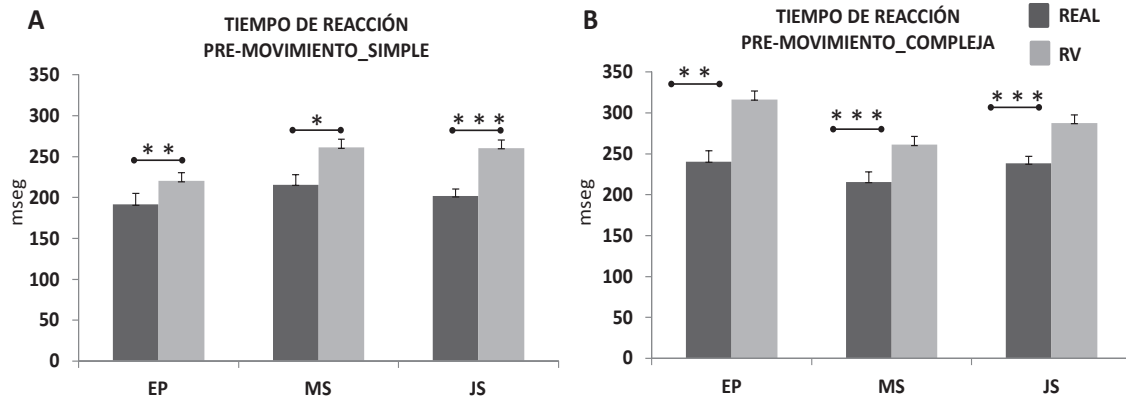 A
TIEMPO DE REACCIÓN
PRE-MOVIMIENTO_SIMPLE
350
300
250
200
150
100
50
0
mseg
* *
*
* * *
EP
MS
JS
B
TIEMPO DE REACCIÓN
PRE-MOVIMIENTO_COMPLEJA
REAL
RV
350
300
250
200
150
100
50
0
mseg
* *
* * *
* * *
EP
MS
JS